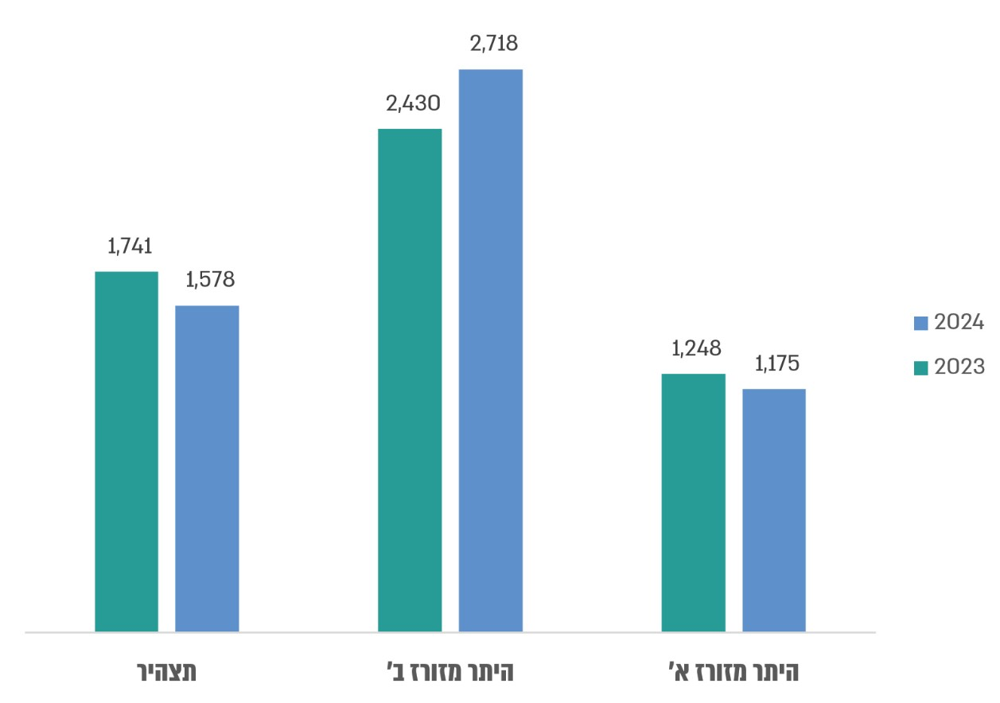 2,718
2,430
1,741
1,578
1,248
1,175
2024
2023
היתר מזורז א'
היתר מזורז ב'
תצהיר